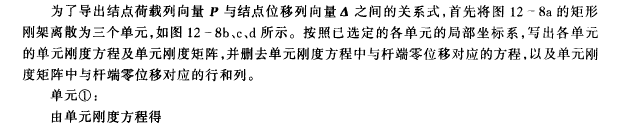 为了导出结点荷载列向量 P 与结点位移列向量 Δ 之间的关系式，首先将图 12－8a 的矩形
刚架离散为三个单元，如图 12－8b、c、d 所示。按照已选定的各单元的局部坐标系，写出各单元
的单元刚度方程及单元刚度矩阵，并删去单元刚度方程中与杆端零位移对应的方程，以及单元刚
度矩阵中与杆端零位移对应的行和列。
单元①：
由单元刚度方程得